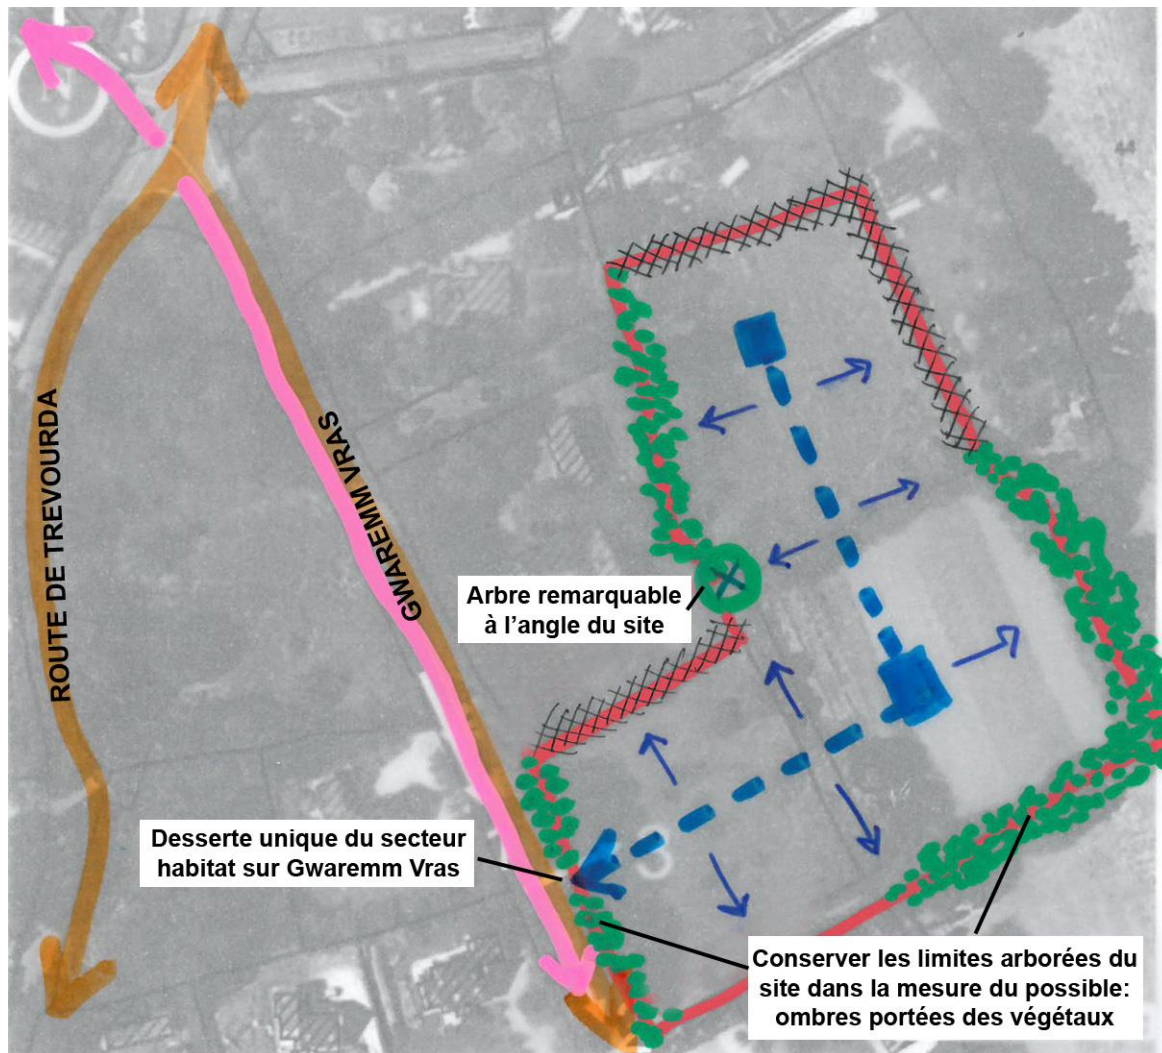 ROUTE DE TREVOURDA
GWAREMM VRAS
Arbre remarquable
à l'angle du site
Desserte unique du secteur
habitat sur Gwaremm Vras
Conserver les limites arborées du
site dans la mesure du possible:
ombres portées des végétaux
44